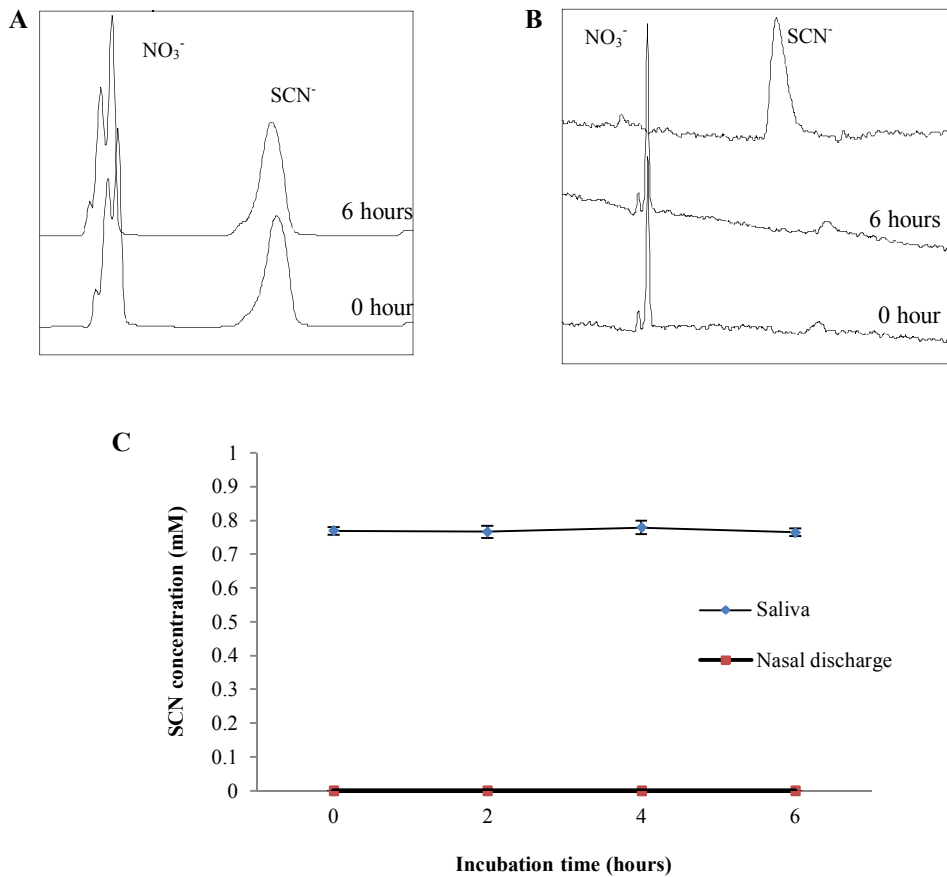 A
NO₃⁻
SCN⁻
6 hours
0 hour
B
NO₃⁻
SCN⁻
6 hours
0 hour
C
SCN concentration (mM)
1
0.9
0.8
0.7
0.6
0.5
0.4
0.3
0.2
0.1
0
0 2 4 6
Incubation time (hours)
Saliva
Nasal discharge